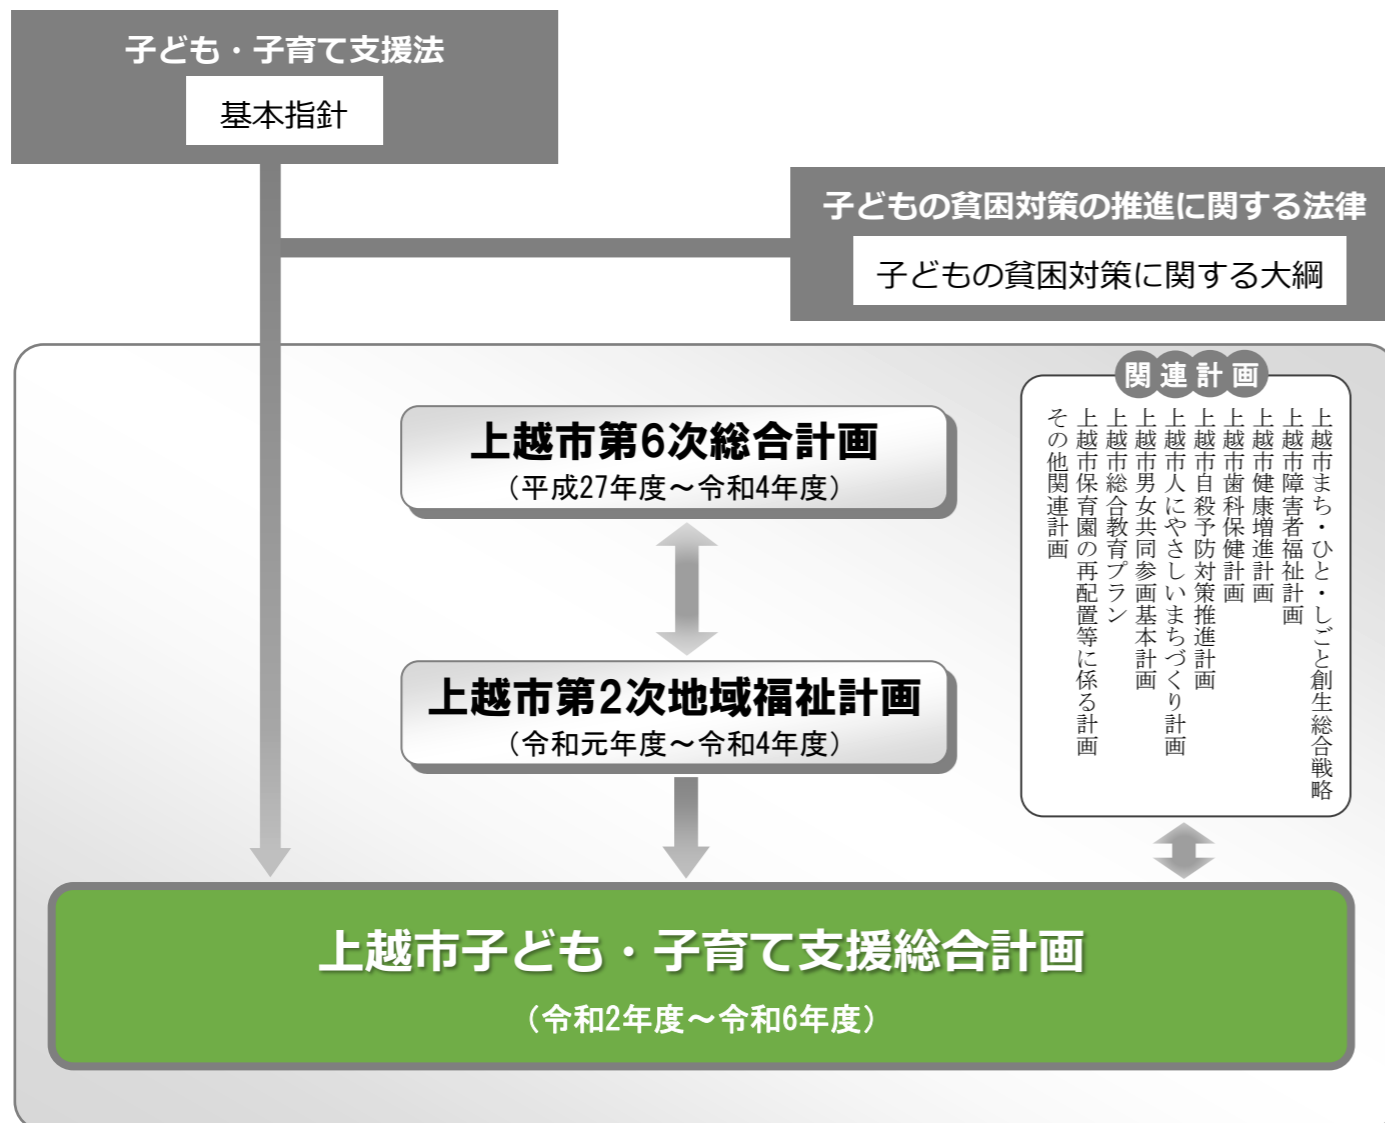 子ども・子育て支援法
基本指針
子どもの貧困対策の推進に関する法律
子どもの貧困対策に関する大綱
上越市第6次総合計画
（平成27年度～令和4年度）
上越市第2次地域福祉計画
（令和元年度～令和4年度）
関連計画
上越市まち・ひと・しごと創生総合戦略
上越市障害者福祉計画
上越市健康増進計画
上越市歯科保健計画
上越市自殺予防対策推進計画
上越市人にやさしいまちづくり計画
上越市男女共同参画基本計画
上越市総合教育プラン
上越市保育園の再配置等に係る計画
その他関連計画
上越市子ども・子育て支援総合計画
（令和2年度～令和6年度）